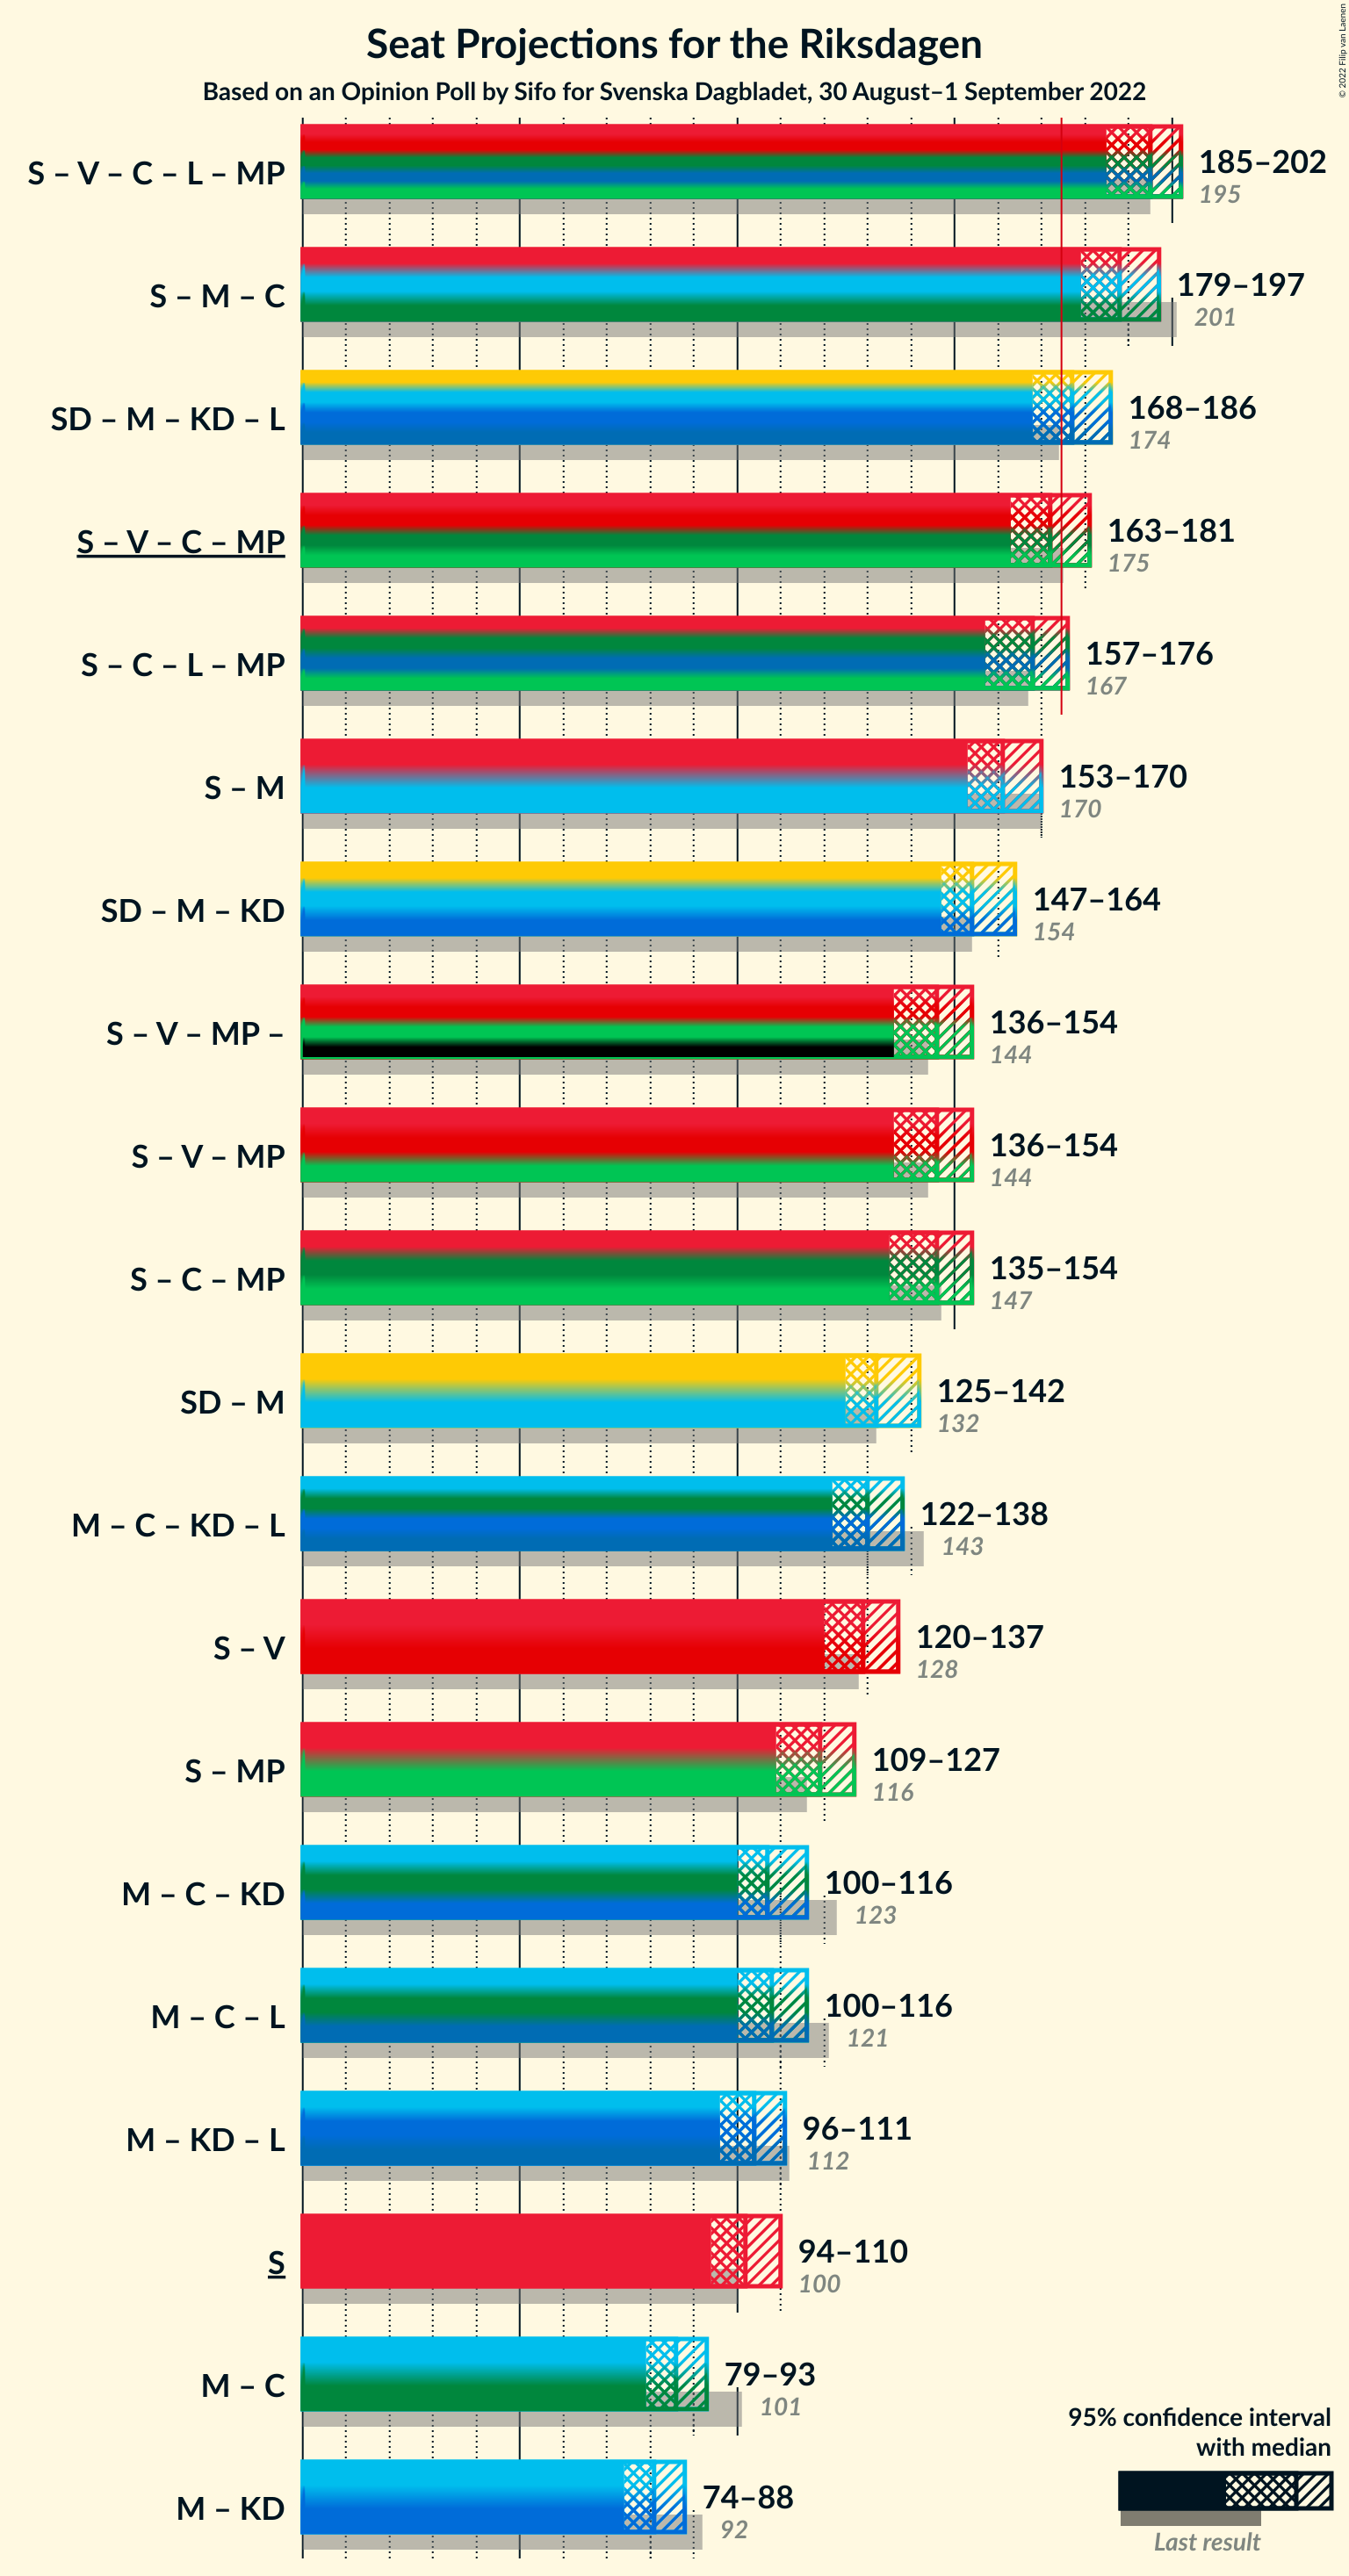 Seat Projections for the Riksdagen
Based on an Opinion Poll by Sifo for Svenska Dagbladet, 30 August–1 September 2022
© 2022 Filip van Laenen
S – V – C – L – MP
185–202
195
S – M – C
179–197
201
SD – M – KD – L
168–186
174
S – V – C – MP
163–181
175
S – C – L – MP
157–176
167
S – M
153–170
170
SD – M – KD
147–164
154
S – V – MP –
136–154
144
S – V – MP
136–154
144
S – C – MP
135–154
147
SD – M
125–142
132
M – C – KD – L
122–138
143
S – V
120–137
128
S – MP
109–127
116
M – C – KD
100–116
123
M – C – L
100–116
121
M – KD – L
96–111
112
S
94–110
100
M – C
79–93
101
M – KD
74–88
92
95% confidence interval
with median
Last result